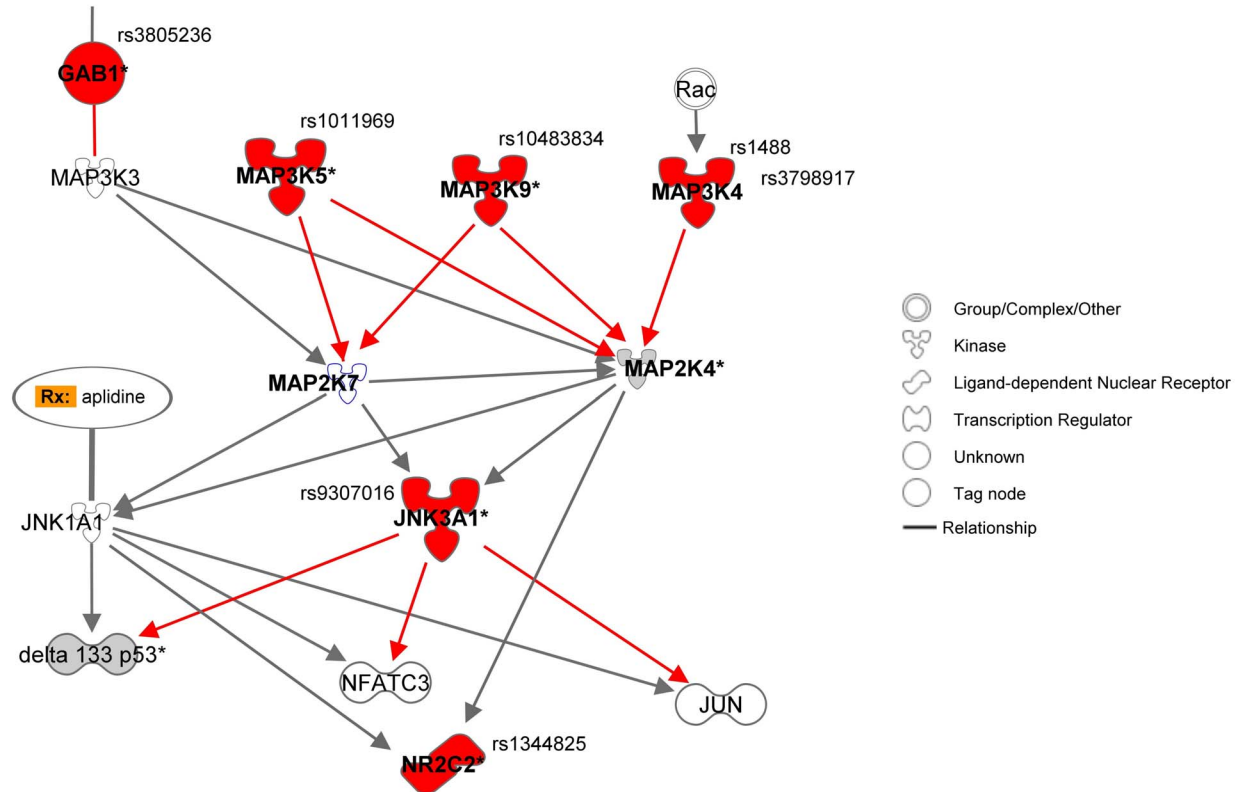 rs3805236
GAB1*
Rac
rs1011969
rs10483834
rs1488
MAP3K3
MAP3K5*
MAP3K9*
MAP3K4
rs3798917
Group/Complex/Other
Kinase
MAP2K7
MAP2K4*
Ligand-dependent Nuclear Receptor
Rx: aplidine
Transcription Regulator
Unknown
rs9307016
Tag node
JNK1A1
JNK3A1*
Relationship
delta 133 p53*
NFATC3
JUN
rs1344825
NR2C2*